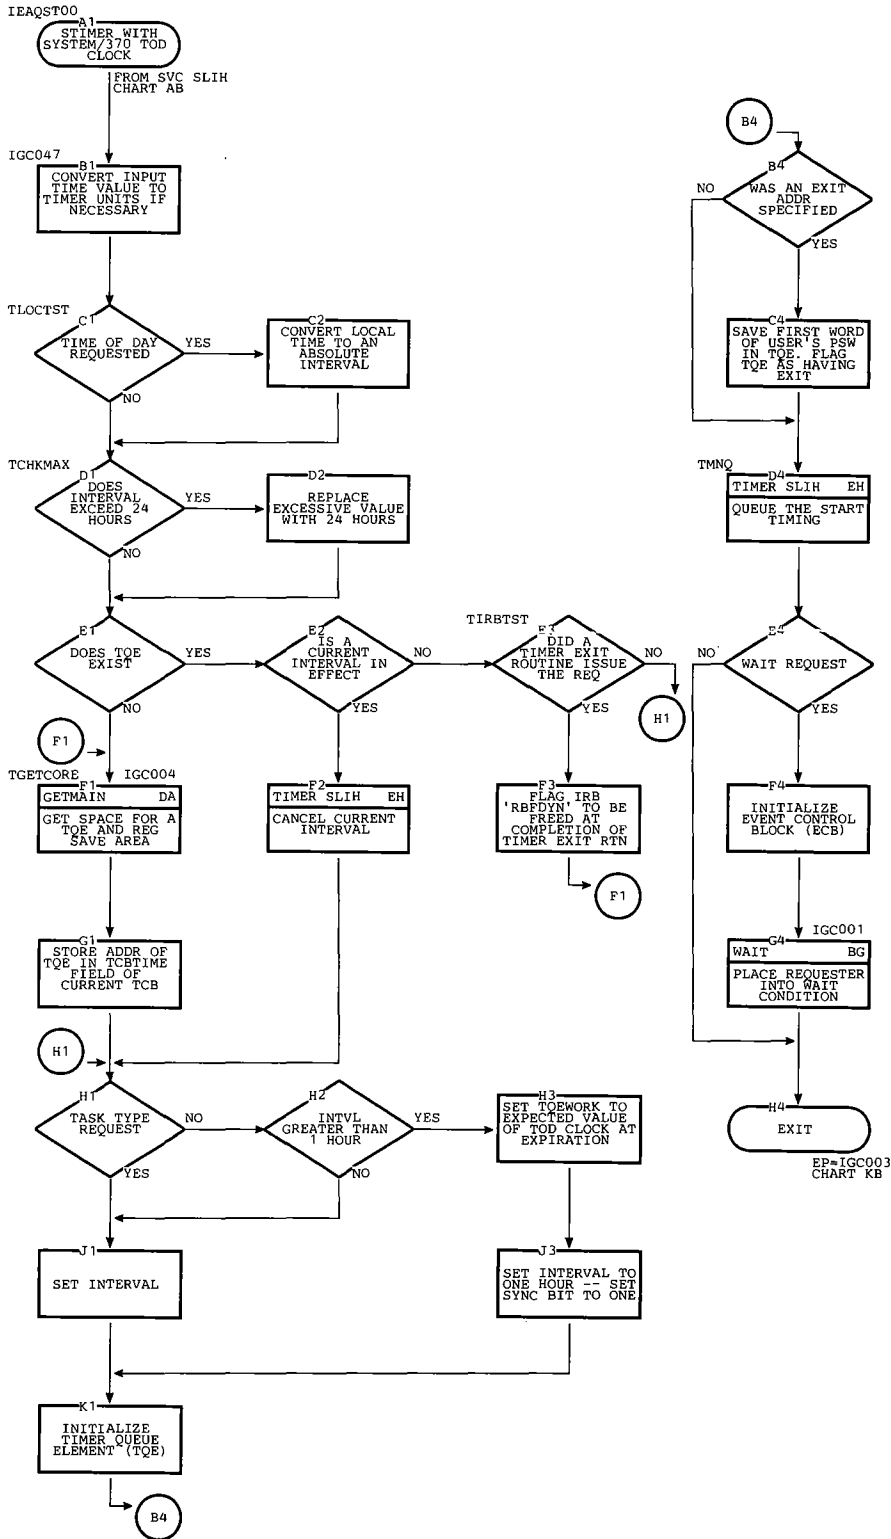 IEAQST00
A1
STIMER WITH
SYSTEM/370 TOD
CLOCK
FROM SVC SLIH
CHART AB
IGC047
B1
CONVERT INPUT
TIME VALUE TO
TIMER UNITS IF
NECESSARY
TLOCTST
C1
TIME OF DAY
REQUESTED
YES
NO
C2
CONVERT LOCAL
TIME TO AN
ABSOLUTE
INTERVAL
TCHKMAX
D1
DOES
INTERVAL
EXCEED 24
HOURS
YES
NO
D2
REPLACE
EXCESSIVE VALUE
WITH 24 HOURS
E1
DOES TQE
EXIST
YES
NO
E2
IS A
CURRENT
INTERVAL IN
EFFECT
NO
YES
TIRBTST
E3
DID A
TIMER EXIT
ROUTINE ISSUE
THE REQ
NO
YES
H1
F1
TGETCORE IGC004
F1
GETMAIN DA
GET SPACE FOR A
TQE AND REG
SAVE AREA
F2
TIMER SLIH EH
CANCEL CURRENT
INTERVAL
F3
FLAG IRB
'RBFDYN' TO BE
FREED AT
COMPLETION OF
TIMER EXIT RTN
F1
G1
STORE ADDR OF
TQE IN TCBTIME
FIELD OF
CURRENT TCB
H1
H1
TASK TYPE
REQUEST
NO
YES
H2
INTVL
GREATER THAN
1 HOUR
YES
NO
H3
SET TQEWORK TO
EXPECTED VALUE
OF TOD CLOCK AT
EXPIRATION
J1
SET INTERVAL
J3
SET INTERVAL TO
ONE HOUR -- SET
SYNC BIT TO ONE
K1
INITIALIZE
TIMER QUEUE
ELEMENT (TQE)
B4
B4
B4
WAS AN EXIT
ADDR
SPECIFIED
NO
YES
C4
SAVE FIRST WORD
OF USER'S PSW
IN TQE. FLAG
TQE AS HAVING
EXIT
TMNQ
D4
TIMER SLIH EH
QUEUE THE START
TIMING
E4
WAIT REQUEST
NO
YES
F4
INITIALIZE
EVENT CONTROL
BLOCK (ECB)
IGC001
G4
WAIT BG
PLACE REQUESTER
INTO WAIT
CONDITION
H4
EXIT
EP=IGC003
CHART KB